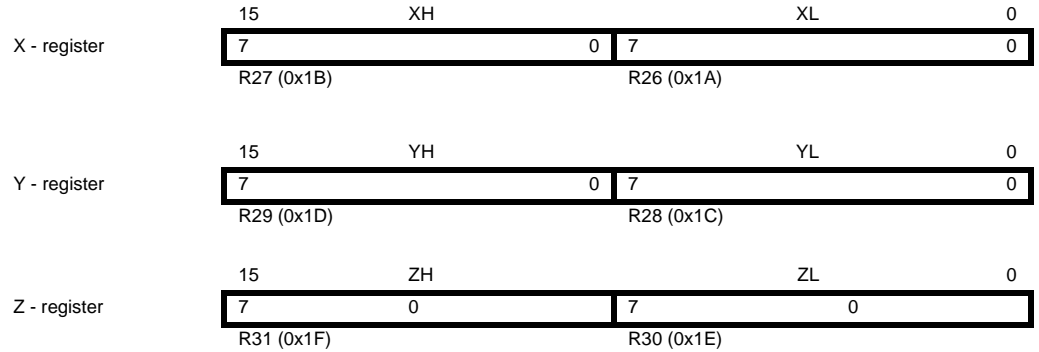 15 XH XL 0
X - register 7 0 7 0
R27 (0x1B) R26 (0x1A)
15 YH YL 0
Y - register 7 0 7 0
R29 (0x1D) R28 (0x1C)
15 ZH ZL 0
Z - register 7 0 7 0
R31 (0x1F) R30 (0x1E)